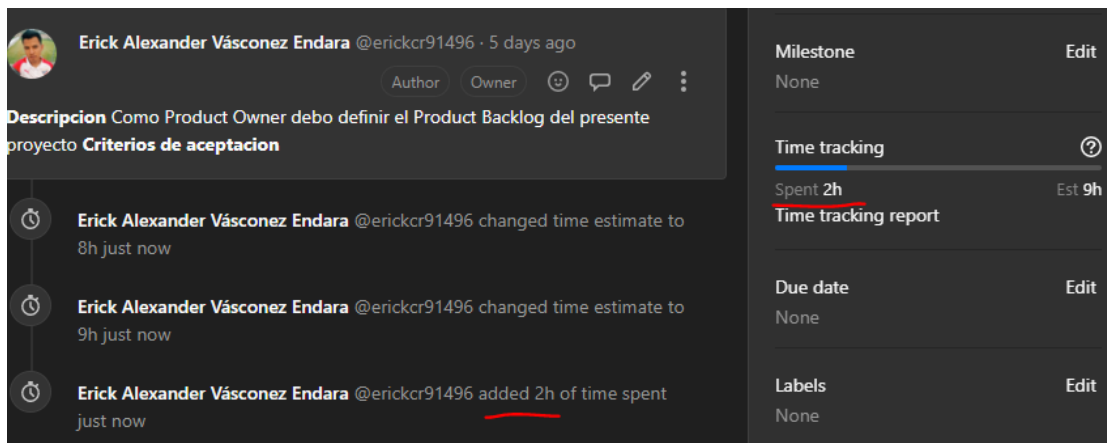 Erick Alexander Vásconez Endara @erickcr91496 · 5 days ago
Author Owner
Descripcion Como Product Owner debo definir el Product Backlog del presente
proyecto Criterios de aceptacion
Erick Alexander Vásconez Endara @erickcr91496 changed time estimate to
8h just now
Erick Alexander Vásconez Endara @erickcr91496 changed time estimate to
9h just now
Erick Alexander Vásconez Endara @erickcr91496 added 2h of time spent
just now
Milestone Edit
None
Time tracking
Spent 2h Est 9h
Time tracking report
Due date Edit
None
Labels Edit
None